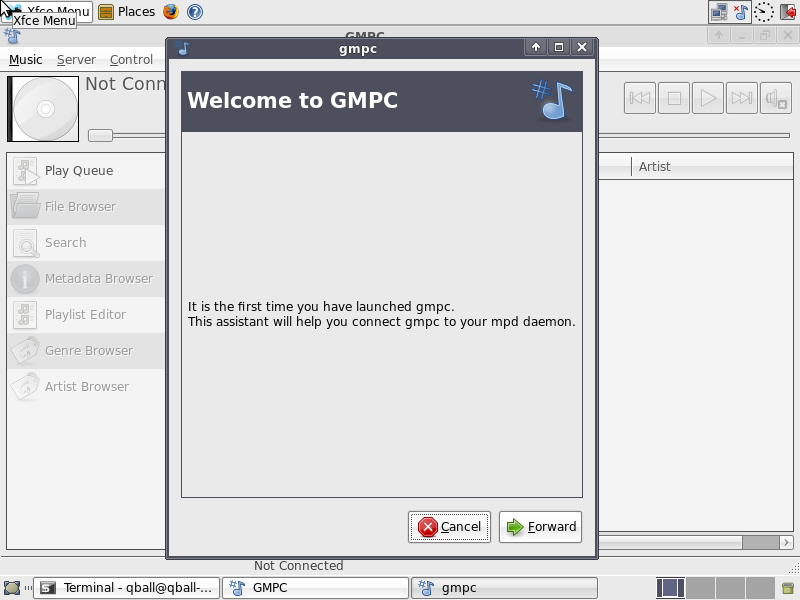 Xfce Menu
Places
Xfce Menu
GMPC
gmpc
Music Server Control
Not Conn
Welcome to GMPC
Artist
Play Queue
File Browser
Search
Metadata Browser
Playlist Editor
Genre Browser
Artist Browser
It is the first time you have launched gmpc.
This assistant will help you connect gmpc to your mpd daemon.
Cancel
Forward
Not Connected
Terminal - qball@qball-...
GMPC
gmpc